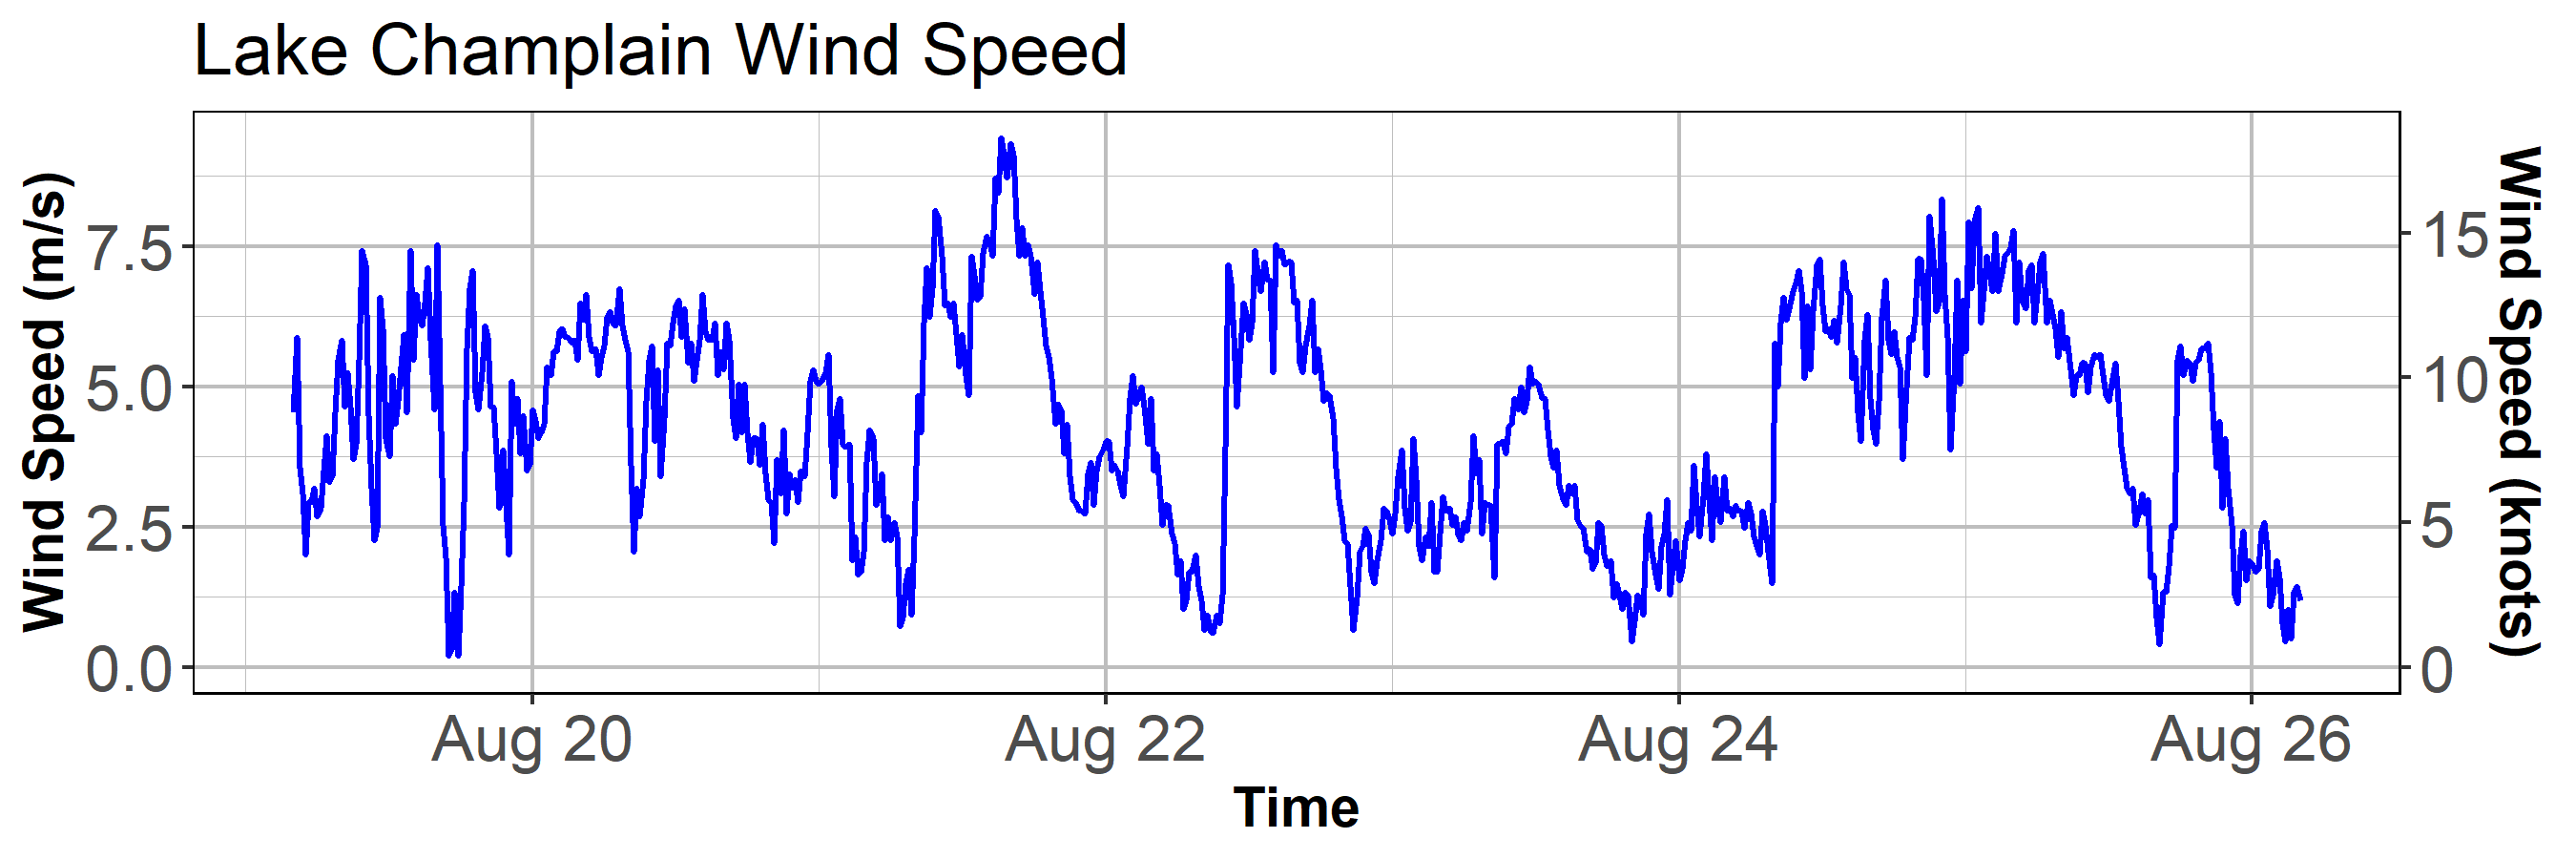 Lake Champlain Wind Speed
Wind Speed (m/s)
7.5
5.0
2.5
0.0
15
10
5
0
Wind Speed (knots)
Aug 20
Aug 22
Aug 24
Aug 26
Time